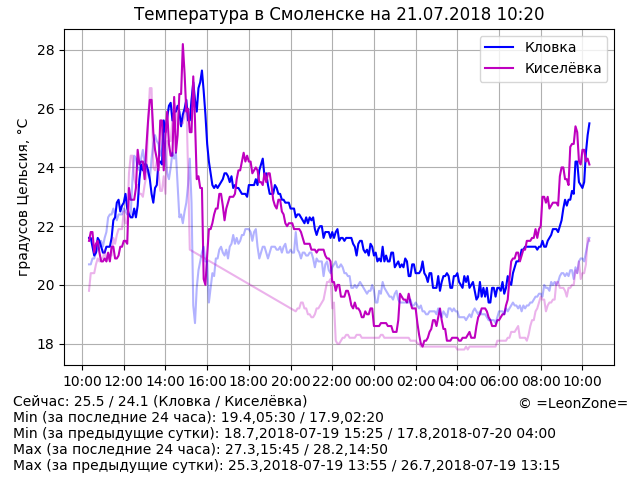 Температура в Смоленске на 21.07.2018 10:20
градусов Цельсия, °C
28
26
24
22
20
18
Кловка
Киселёвка
10:00 12:00 14:00 16:00 18:00 20:00 22:00 00:00 02:00 04:00 06:00 08:00 10:00
Сейчас: 25.5 / 24.1 (Кловка / Киселёвка)
© =LeonZone=
Min (за последние 24 часа): 19.4,05:30 / 17.9,02:20
Min (за предыдущие сутки): 18.7,2018-07-19 15:25 / 17.8,2018-07-20 04:00
Max (за последние 24 часа): 27.3,15:45 / 28.2,14:50
Max (за предыдущие сутки): 25.3,2018-07-19 13:55 / 26.7,2018-07-19 13:15